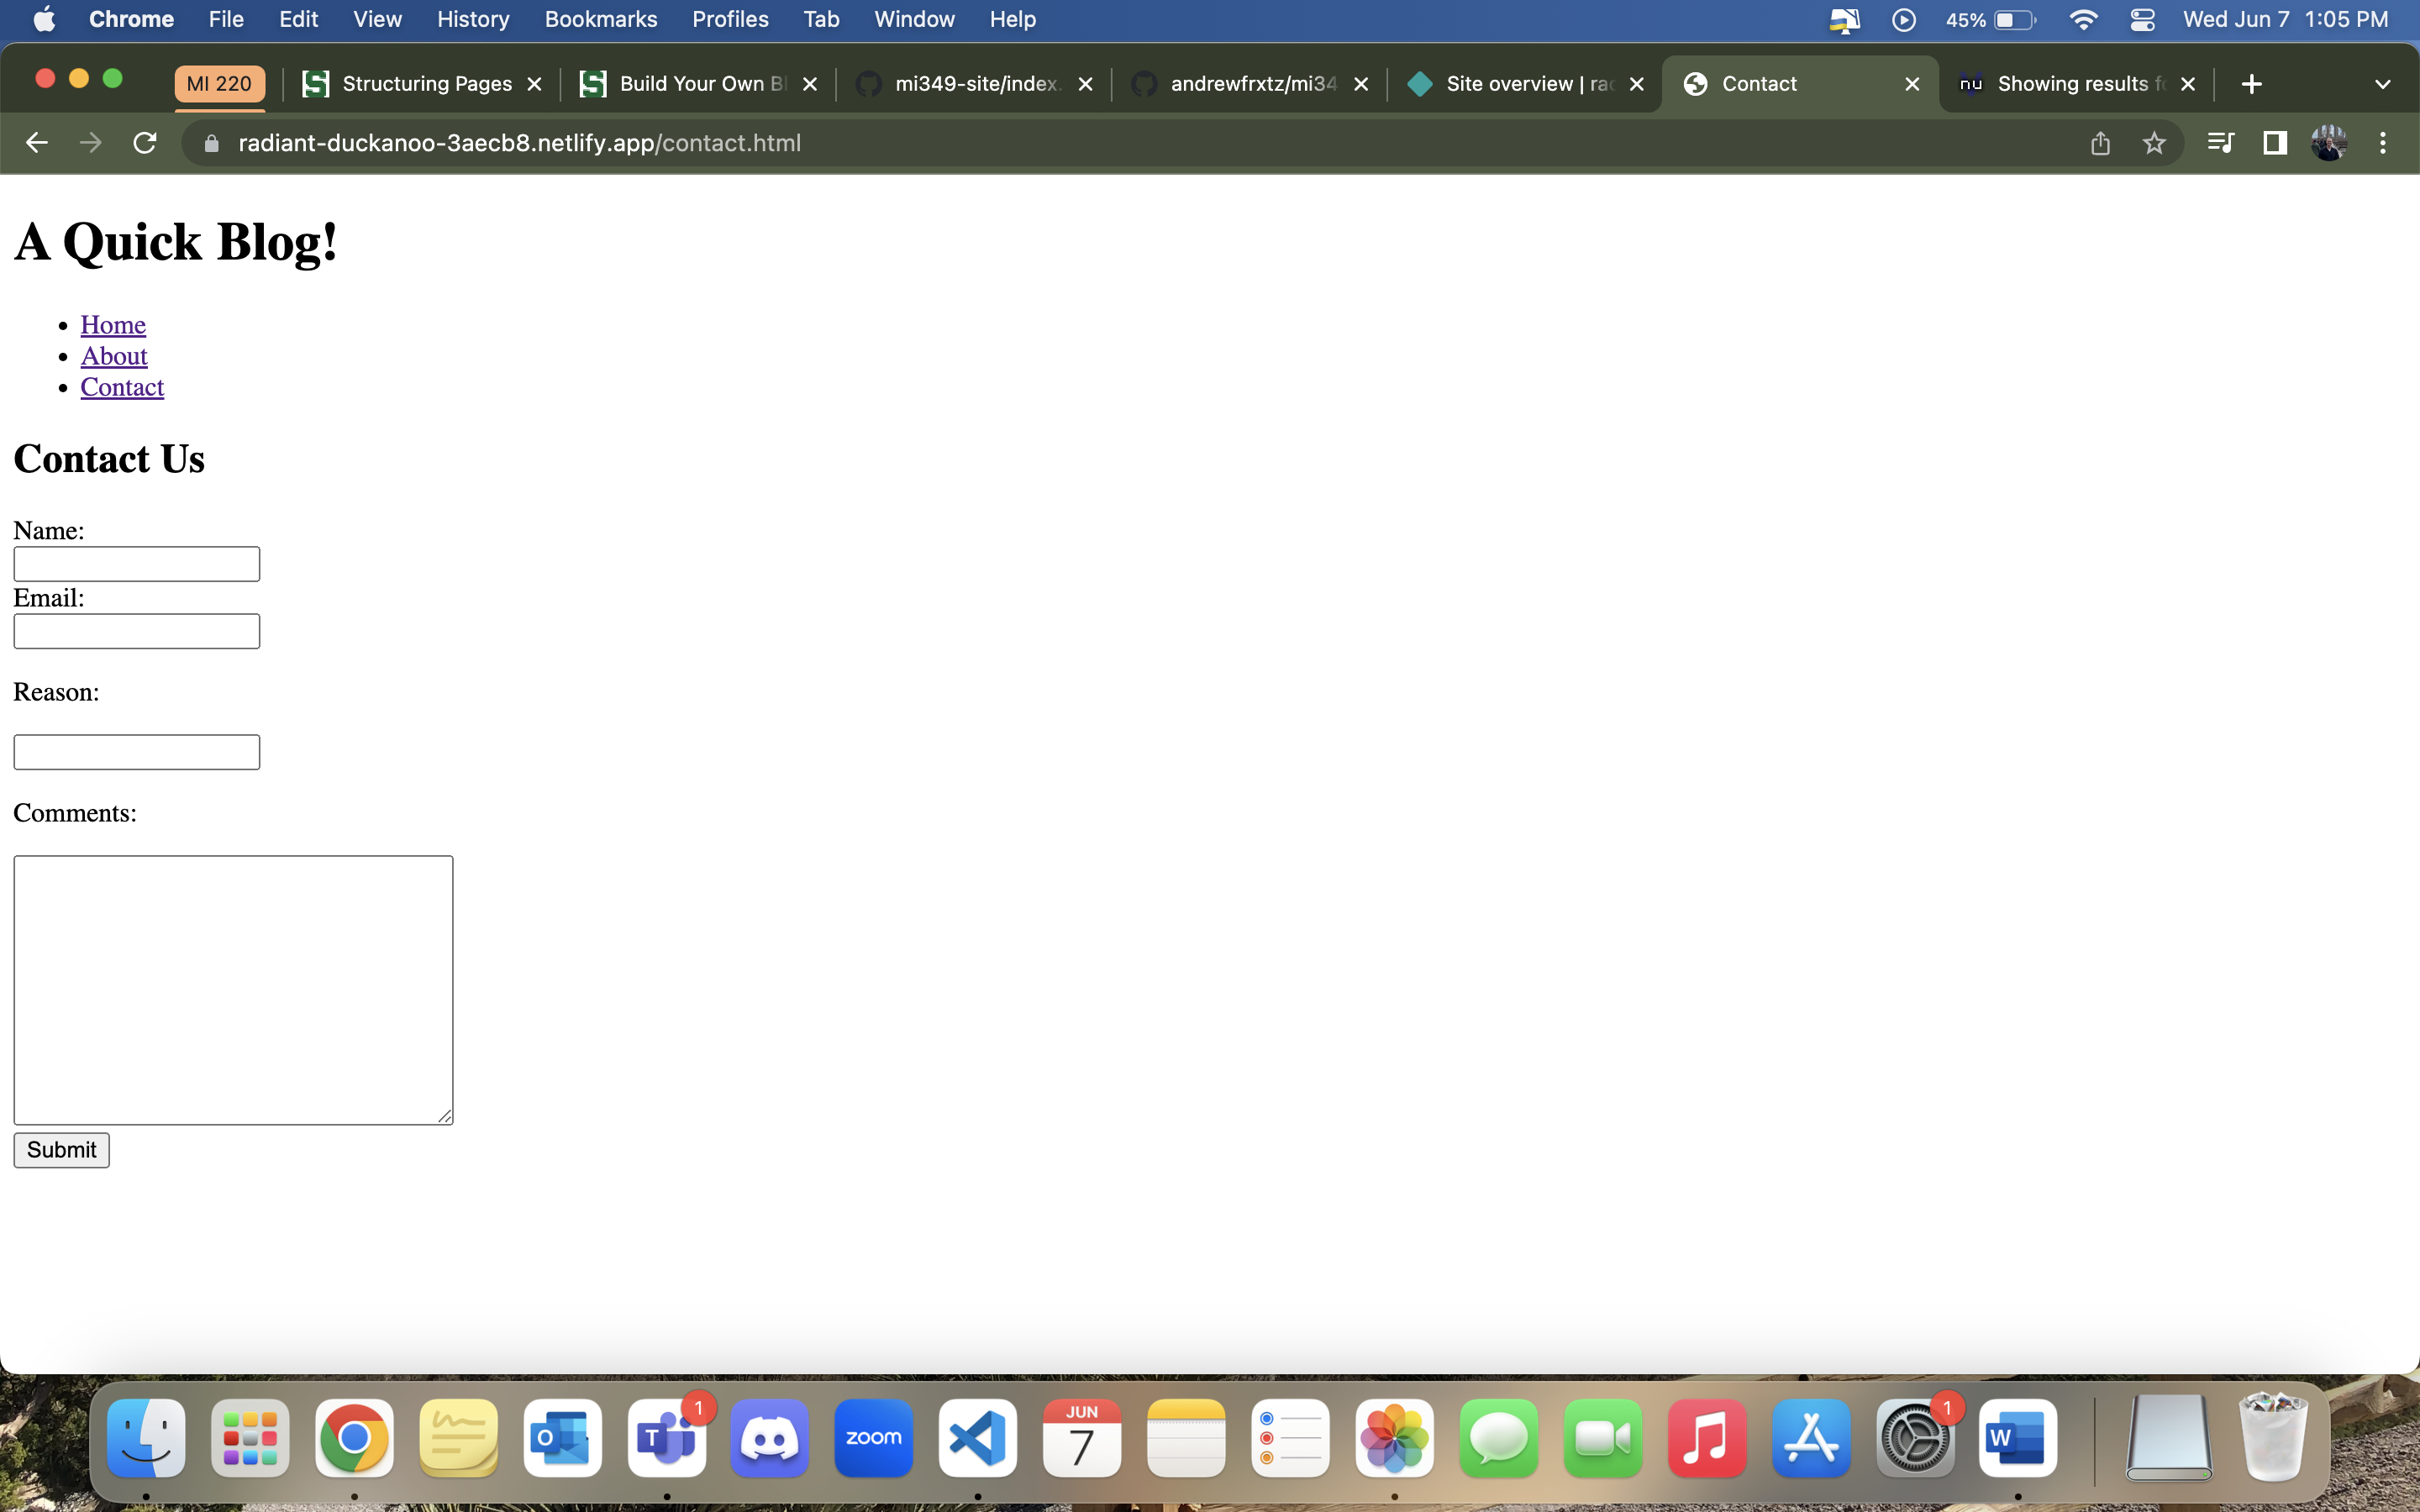 Chrome File Edit View History Bookmarks Profiles Tab Window Help 45% Wed Jun 7 1:05 PM
MI 220 Structuring Pages Build Your Own Bl mi349-site/index. andrewfrxtz/mi34 Site overview | rad Contact nu Showing results fo
radiant-duckanoo-3aecb8.netlify.app/contact.html
A Quick Blog!
Home
About
Contact
Contact Us
Name:
Email:
Reason:
Comments:
Submit
O T 1 zoom JUN 7 1 W